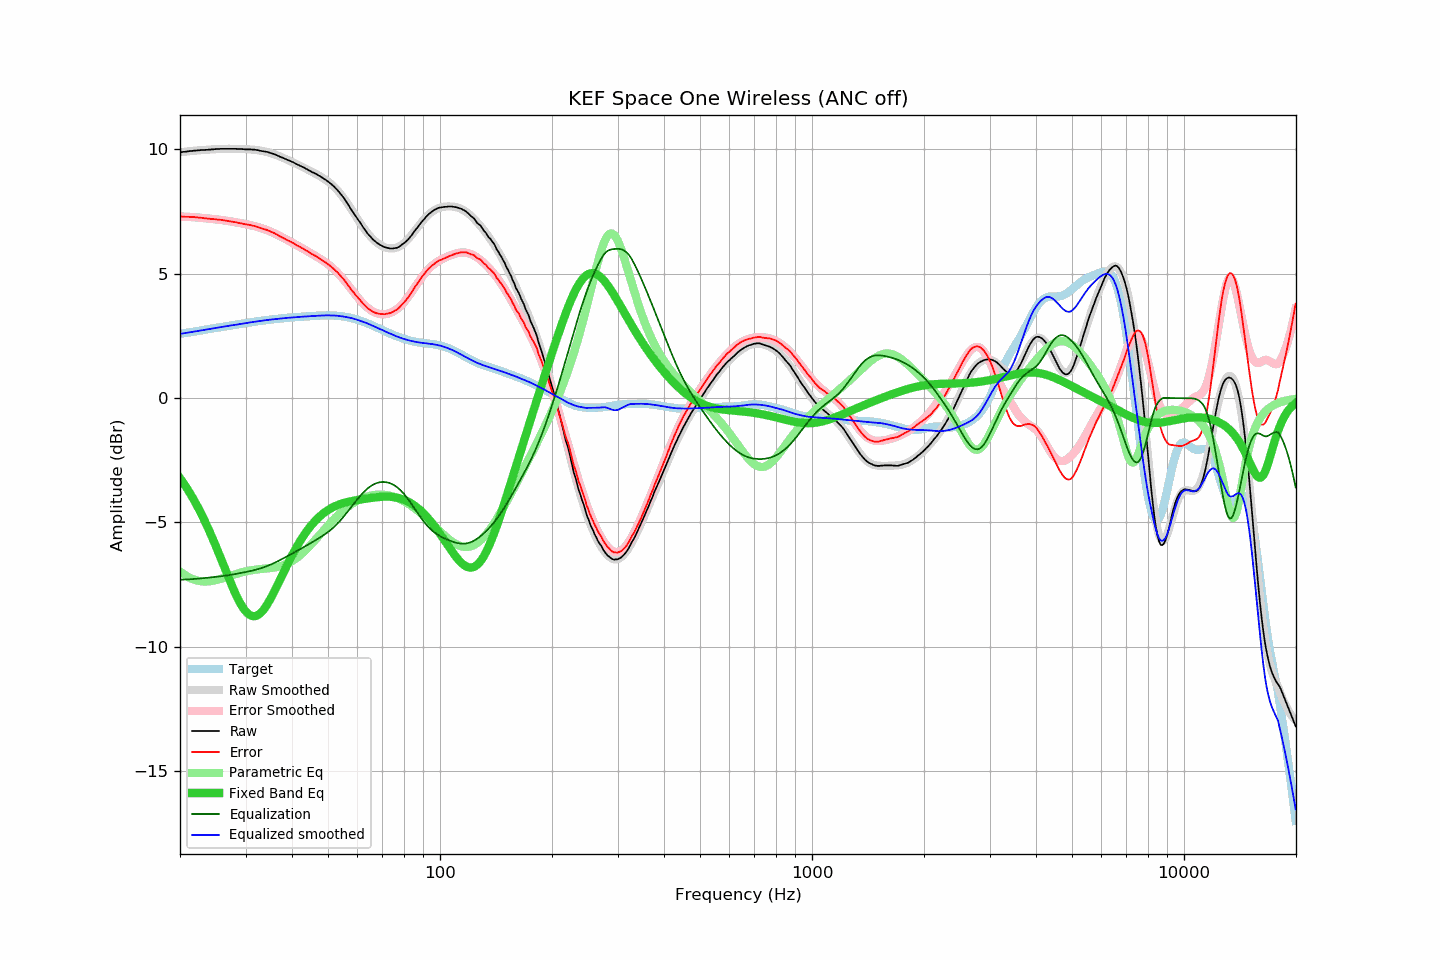 KEF Space One Wireless (ANC off)
10
5
0
−5
−10
−15
Amplitude (dBr)
Target
Raw Smoothed
Error Smoothed
Raw
Error
Parametric Eq
Fixed Band Eq
Equalization
Equalized smoothed
100 1000 10000
Frequency (Hz)